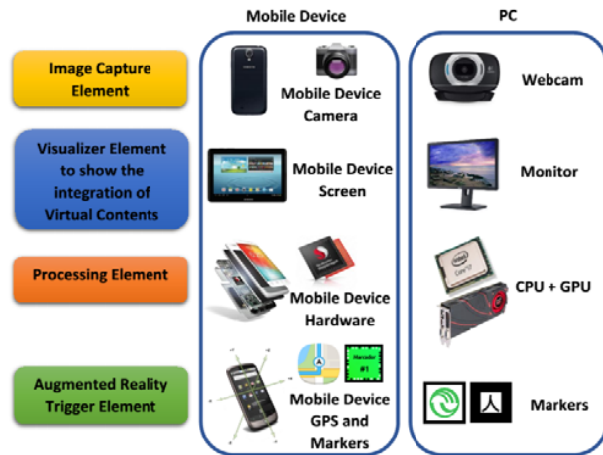 Mobile Device
PC
Image Capture
Element
Mobile Device
Camera
Webcam
Visualizer Element
to show the
integration of
Virtual Contents
Mobile Device
Screen
Monitor
Processing Element
Mobile Device
Hardware
CPU + GPU
Augmented Reality
Trigger Element
#1
Mobile Device
GPS and
Markers
Markers